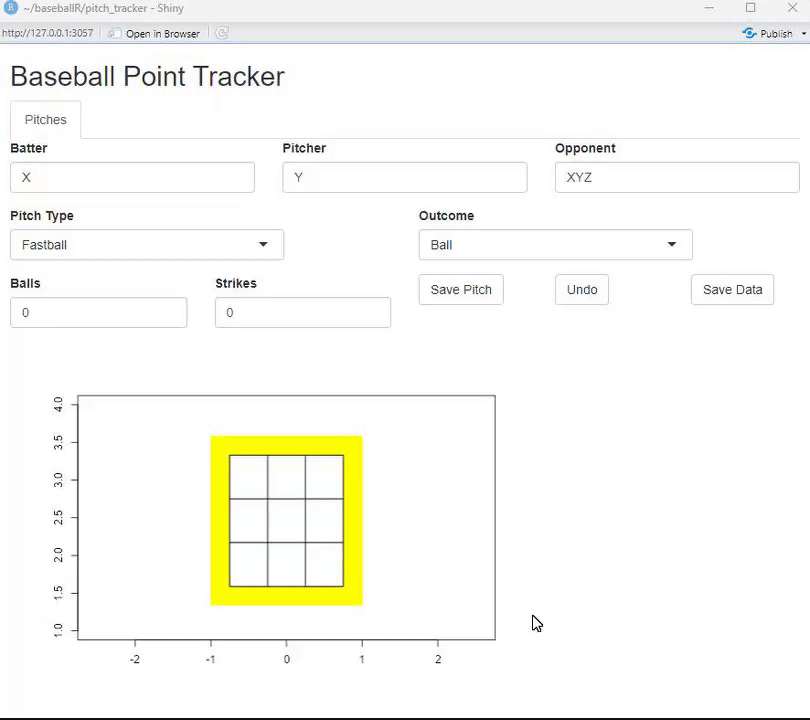 ~/baseballR/pitch_tracker - Shiny
http://127.0.0.1:3057 Open in Browser Publish
Baseball Point Tracker
Pitches
Batter Pitcher Opponent
X Y XYZ
Pitch Type Outcome
Fastball Ball
Balls Strikes Save Pitch Undo Save Data
0 0
4.0
3.5
3.0
2.5
2.0
1.5
1.0
-2 -1 0 1 2